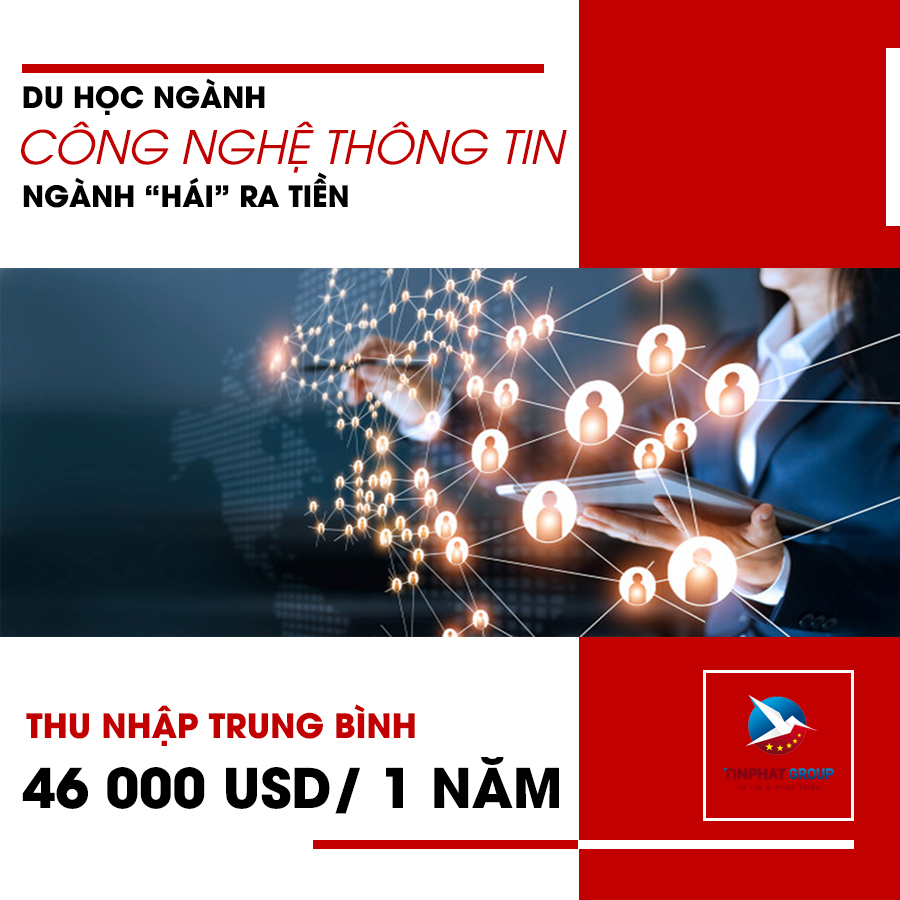 DU HỌC NGÀNH
CÔNG NGHỆ THÔNG TIN
NGÀNH “HÁI” RA TIỀN
THU NHẬP TRUNG BÌNH
46 000 USD/ 1 NĂM
TINPHAT GROUP